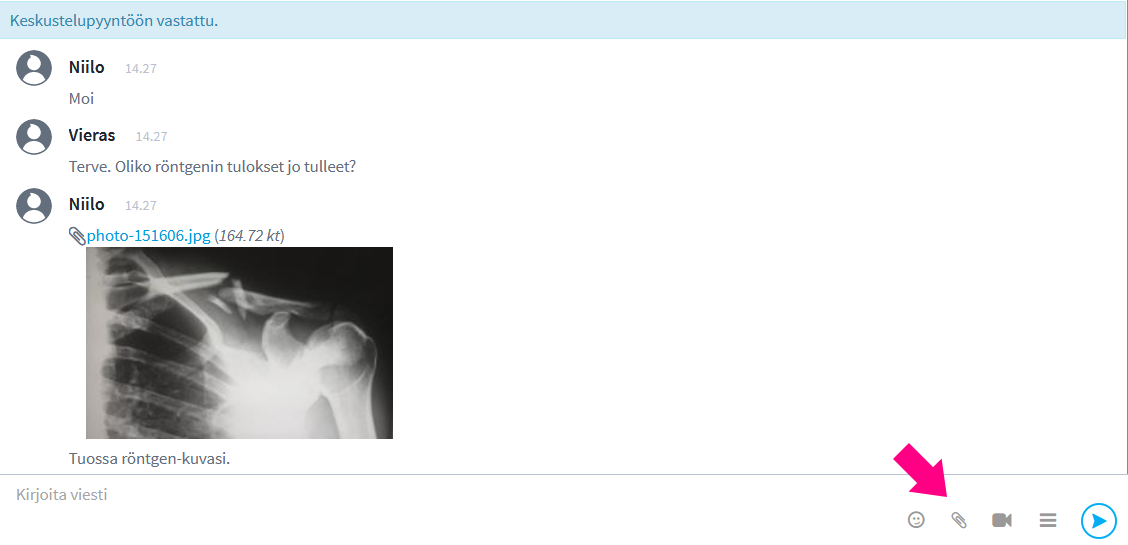 Keskustelupyyntöön vastattu.
Niilo 14.27
Moi
Vieras 14.27
Terve. Oliko röntgenin tulokset jo tulleet?
Niilo 14.27
photo-151606.jpg (164.72 kt)
Tuossa röntgen-kuvasi.
Kirjoita viesti